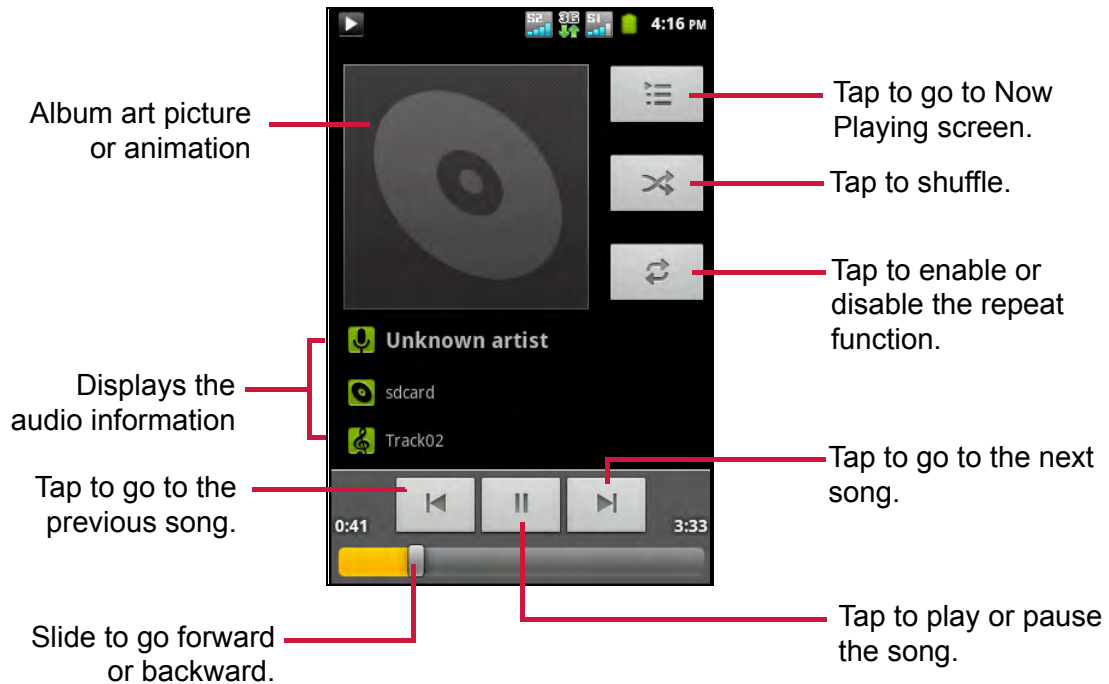 S2 3G S1 4:16 PM
Album art picture
or animation
Tap to go to Now
Playing screen.
Tap to shuffle.
Tap to enable or
disable the repeat
function.
Unknown artist
sdcard
Track02
Displays the
audio information
Tap to go to the
previous song.
Tap to go to the next
song.
0:41
3:33
Slide to go forward
or backward.
Tap to play or pause
the song.